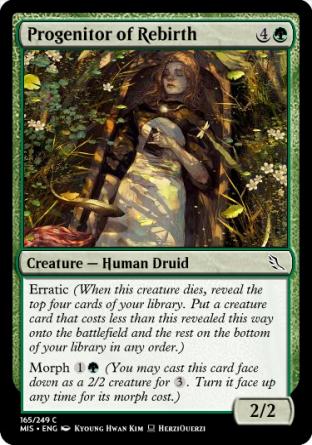 Progenitor of Rebirth 4
Creature — Human Druid
Erratic (When this creature dies, reveal the
top four cards of your library. Put a creature
card that costs less than this revealed this way
onto the battlefield and the rest on the bottom
of your library in any order.)
Morph 1 (You may cast this card face
down as a 2/2 creature for 3. Turn it face up
any time for its morph cost.)
2/2
165/249 C
MIS • ENG Kyoung Hwan Kim HerziQuerzi